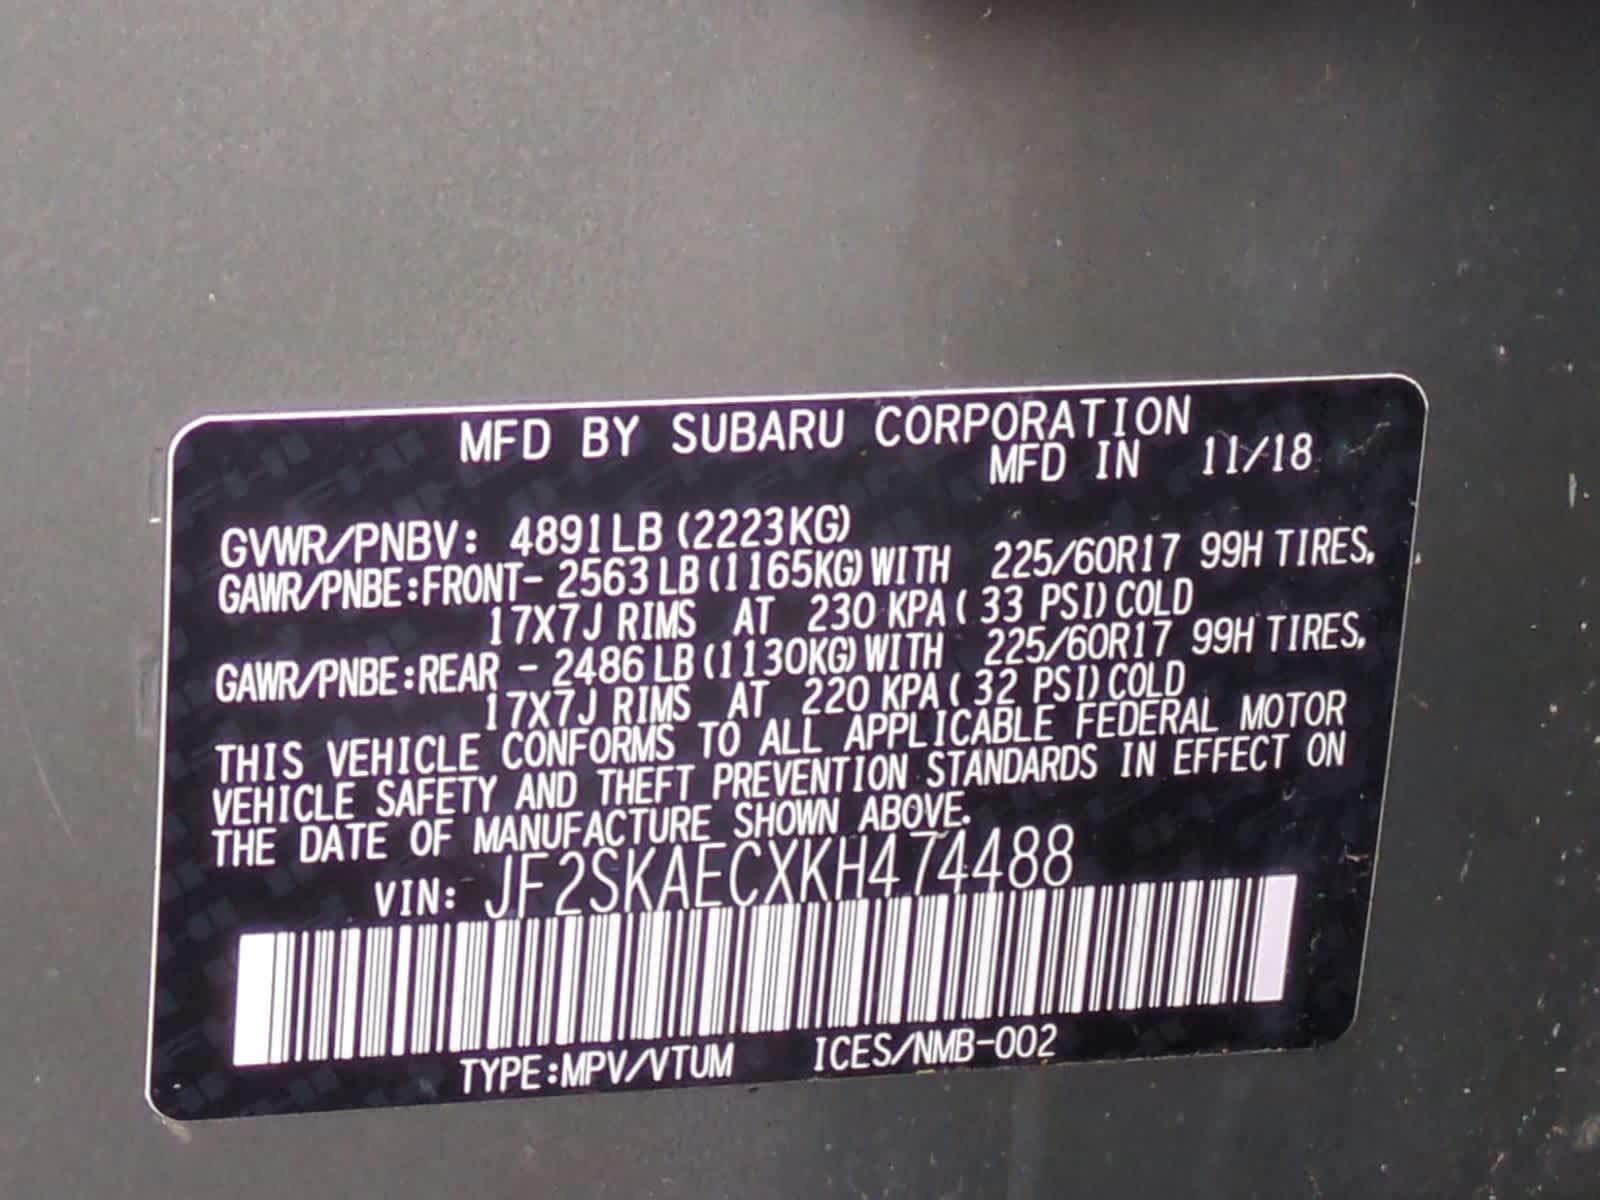 MFD BY SUBARU CORPORATION
MFD IN 11/18
GVWR/PNBV: 4891LB (2223KG)
GAWR/PNBE:FRONT- 2563 LB (1165KG) WITH 225/60R17 99H TIRES,
17X7J RIMS AT 230 KPA ( 33 PSI) COLD
GAWR/PNBE:REAR - 2486 LB (1130KG) WITH 225/60R17 99H TIRES,
17X7J RIMS AT 220 KPA ( 32 PSI) COLD
THIS VEHICLE CONFORMS TO ALL APPLICABLE FEDERAL MOTOR
VEHICLE SAFETY AND THEFT PREVENTION STANDARDS IN EFFECT ON
THE DATE OF MANUFACTURE SHOWN ABOVE.
VIN: JF2SKAECXKH474488
TYPE:MPV/VTUM ICES/NMB-002